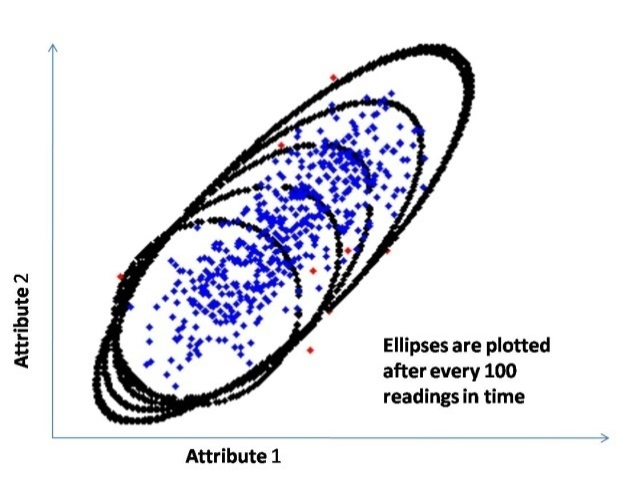 Attribute 2
Ellipses are plotted
after every 100
readings in time
Attribute 1